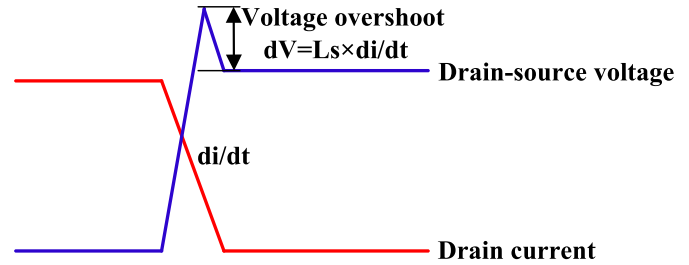 Voltage overshoot
dV=Ls×di/dt
Drain-source voltage
di/dt
Drain current